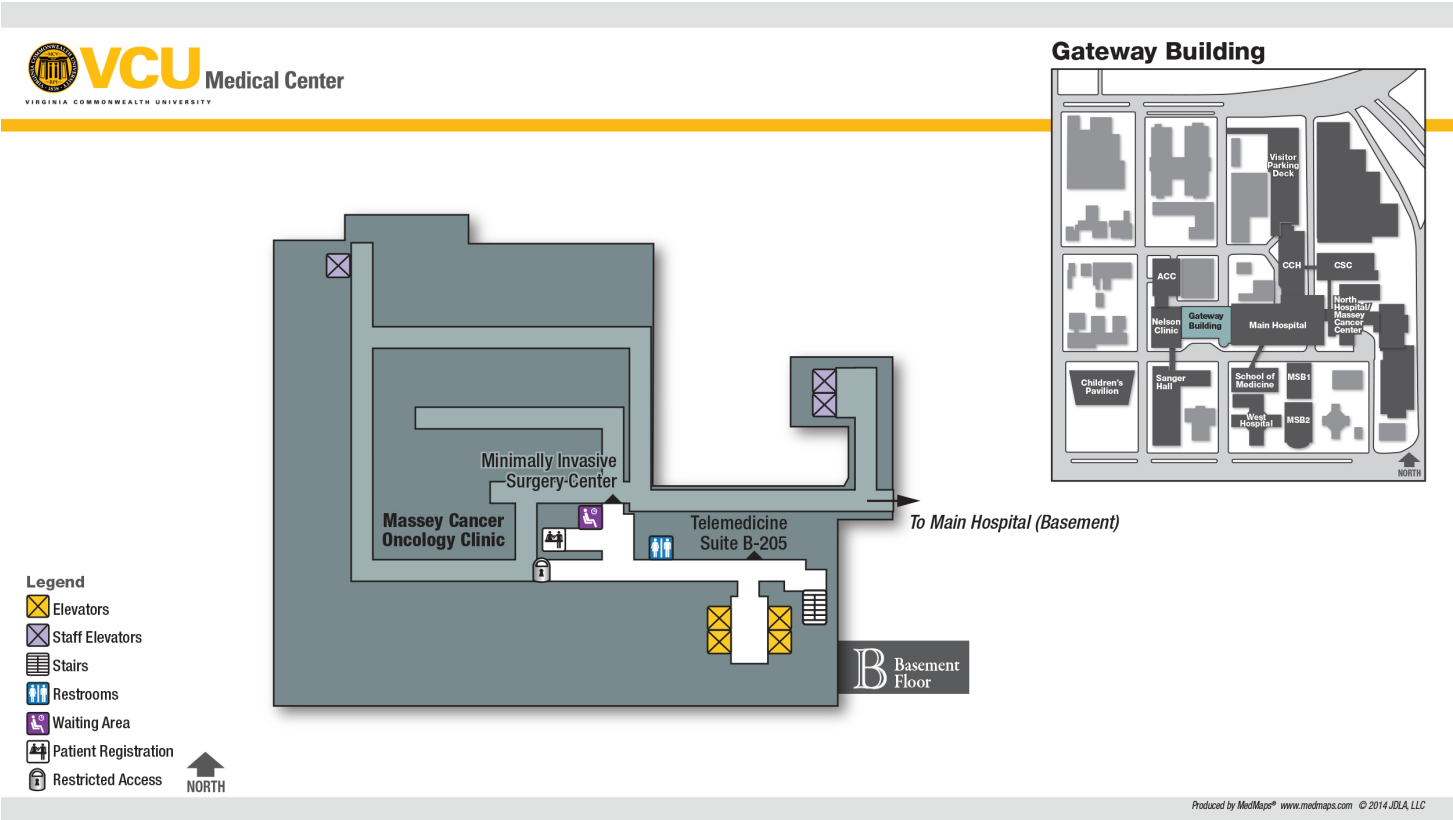 VCU Medical Center
VIRGINIA COMMONWEALTH UNIVERSITY
Gateway Building
Visitor
Parking
Deck
CCH
CSC
ACC
North
Hospital/
Massey
Cancer
Center
Nelson
Clinic
Gateway
Building
Main Hospital
Children's
Pavilion
Sanger
Hall
School of
Medicine
MSB1
West
Hospital
MSB2
NORTH
Minimally Invasive
Surgery Center
Massey Cancer
Oncology Clinic
Telemedicine
Suite B-205
To Main Hospital (Basement)
B Basement
Floor
Legend
Elevators
Staff Elevators
Stairs
Restrooms
Waiting Area
Patient Registration
Restricted Access
NORTH
Produced by MedMaps® www.medmaps.com © 2014 JDLA, LLC